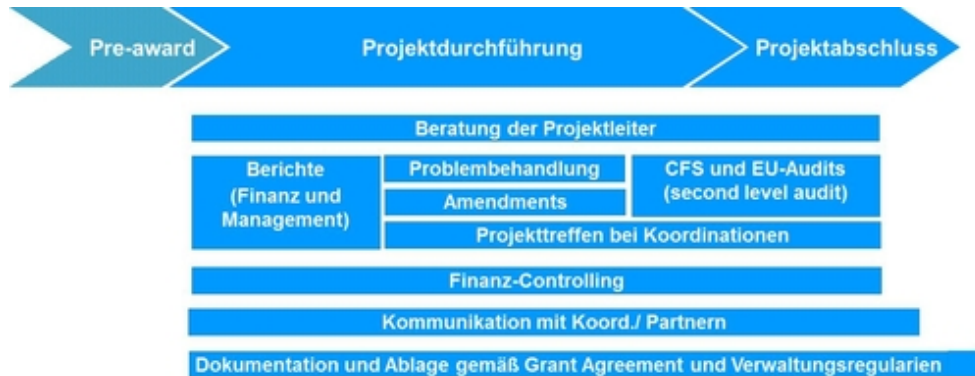 Pre-award
Projektdurchführung
Projektabschluss
Beratung der Projektleiter
Berichte
(Finanz und
Management)
Problembehandlung
Amendments
CFS und EU-Audits
(second level audit)
Projekttreffen bei Koordinationen
Finanz-Controlling
Kommunikation mit Koord./ Partnern
Dokumentation und Ablage gemäß Grant Agreement und Verwaltungsregularien